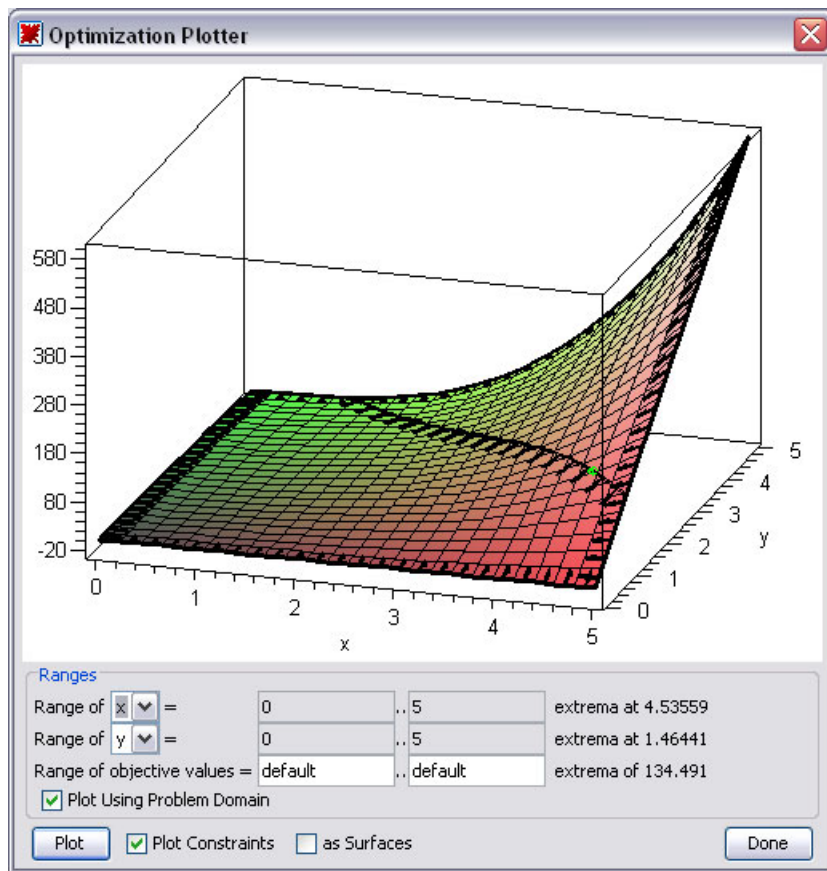 Optimization Plotter
580
480
380
280
180
80
-20
0
1
2
3
4
5
x
0
1
2
3
4
5
y
Ranges
Range of x = 0 .. 5 extrema at 4.53559
Range of y = 0 .. 5 extrema at 1.46441
Range of objective values = default .. default extrema of 134.491
Plot Using Problem Domain
Plot Plot Constraints as Surfaces Done